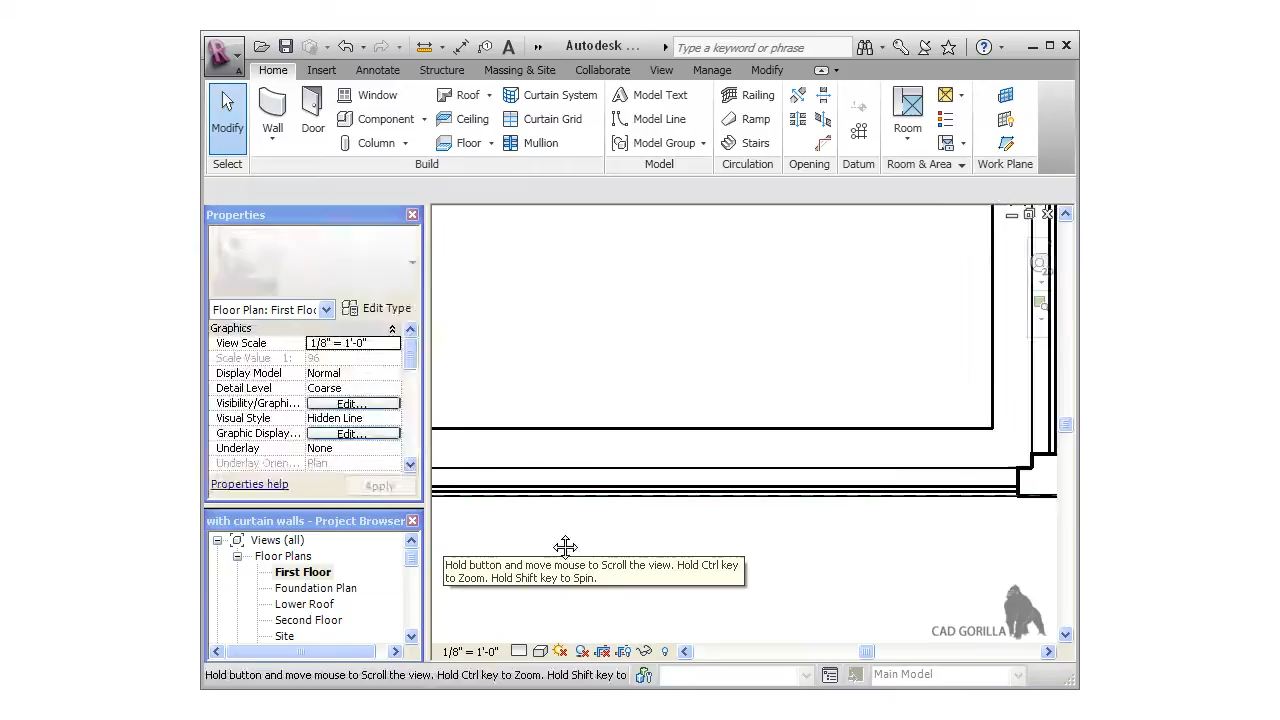 Autodesk ...
Type a keyword or phrase
Home Insert Annotate Structure Massing & Site Collaborate View Manage Modify
Modify
Wall
Door
Window
Component
Column
Roof
Ceiling
Floor
Curtain System
Curtain Grid
Mullion
Model Text
Model Line
Model Group
Railing
Ramp
Stairs
Room
Select Build Model Circulation Opening Datum Room & Area Work Plane
Properties
Floor Plan: First Floo
Edit Type
Graphics
View Scale 1/8" = 1'-0"
Scale Value 1: 96
Display Model Normal
Detail Level Coarse
Visibility/Graphi... Edit...
Visual Style Hidden Line
Graphic Display... Edit...
Underlay None
Underlay Orien... Plan
Properties help Apply
with curtain walls - Project Browser
Views (all)
Floor Plans
First Floor
Foundation Plan
Lower Roof
Second Floor
Site
2D
Hold button and move mouse to Scroll the view. Hold Ctrl key
to Zoom. Hold Shift key to Spin.
CAD GORILLA
1/8" = 1'-0"
Hold button and move mouse to Scroll the view. Hold Ctrl key to Zoom. Hold Shift key to
Main Model